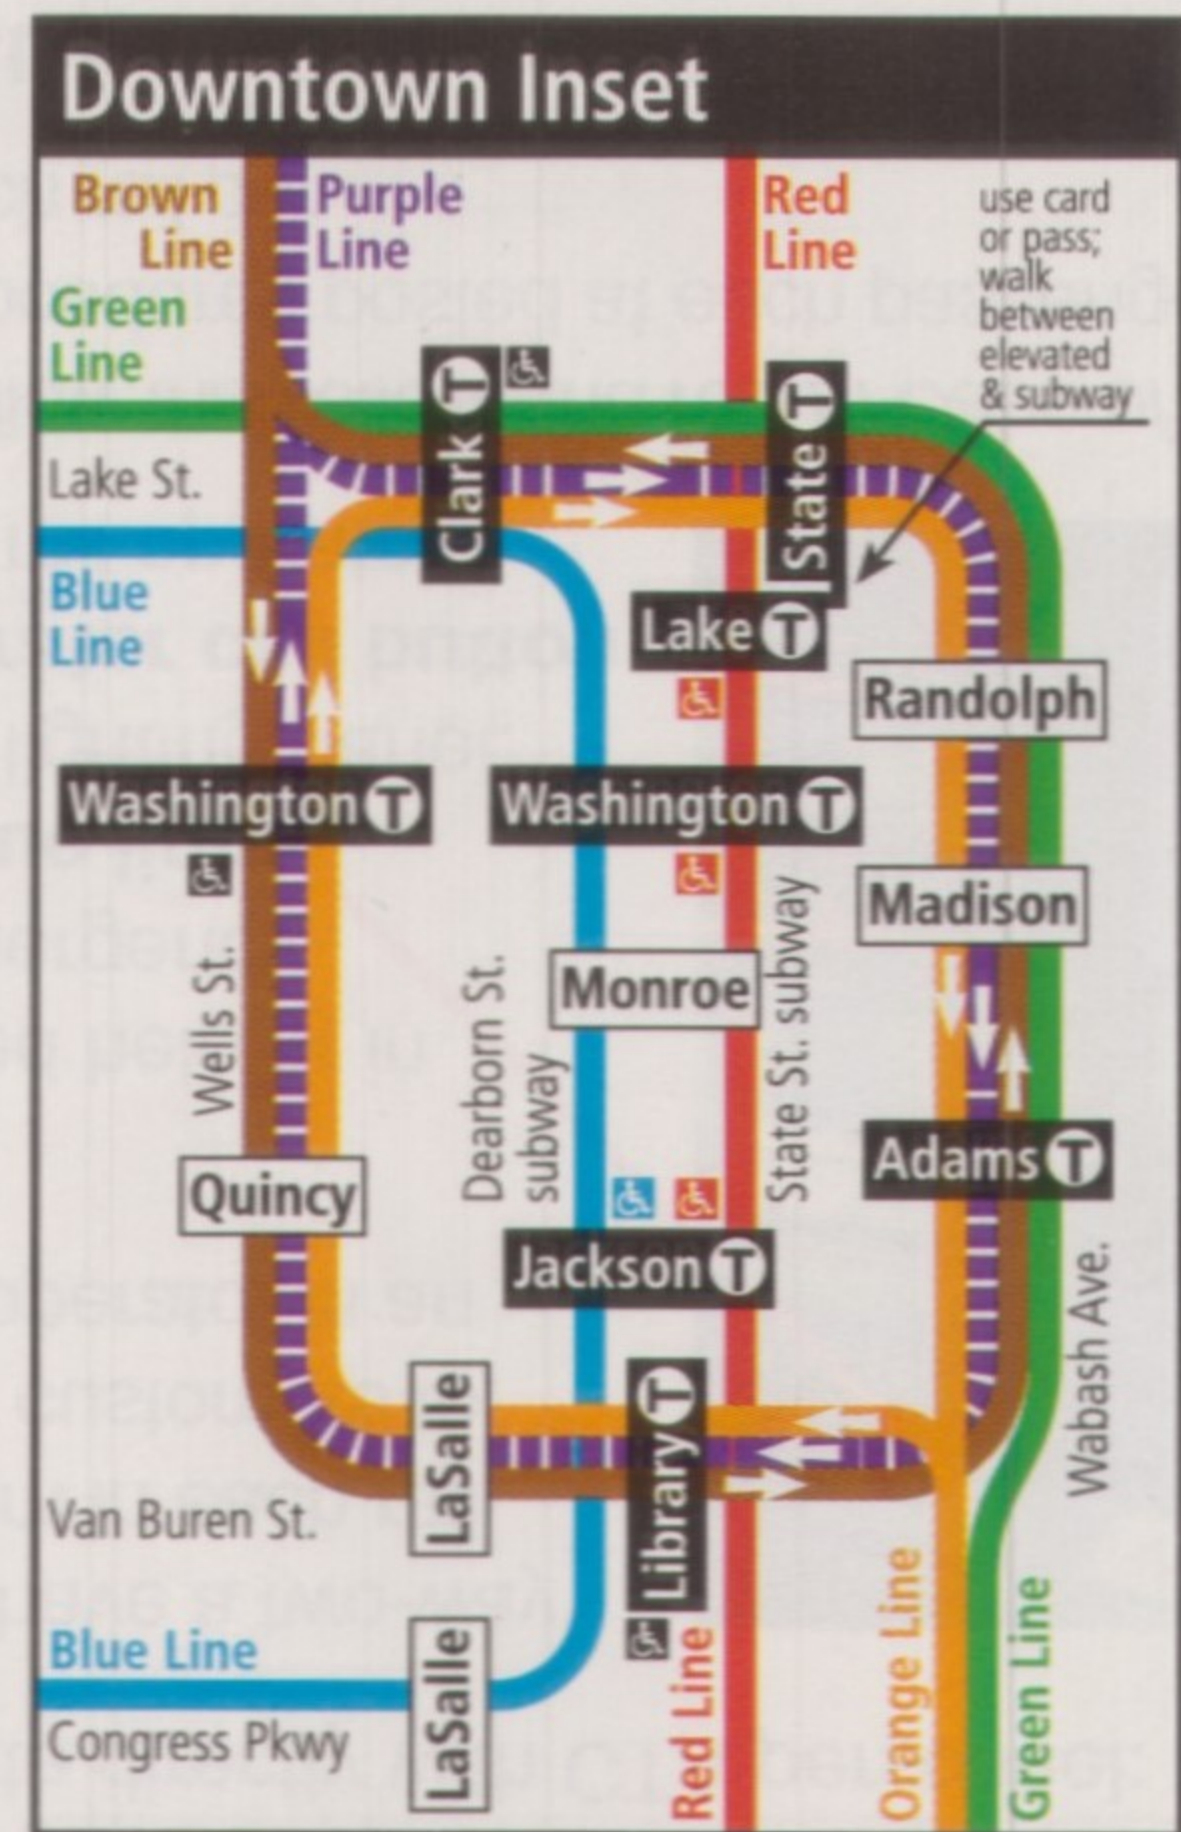 Downtown Inset
Brown
Line
Purple
Line
Red
Line
use card
or pass;
walk
between
elevated
& subway
Green
Line
Clark T
State T
Lake St.
Blue
Line
Lake T
Randolph
Washington T
Washington T
Madison
Wells St.
Dearborn St.
subway
Monroe
State St. subway
Adams T
Quincy
Jackson T
Wabash Ave.
LaSalle
Library T
Van Buren St.
Blue Line
LaSalle
Congress Pkwy
Red Line
Orange Line
Green Line